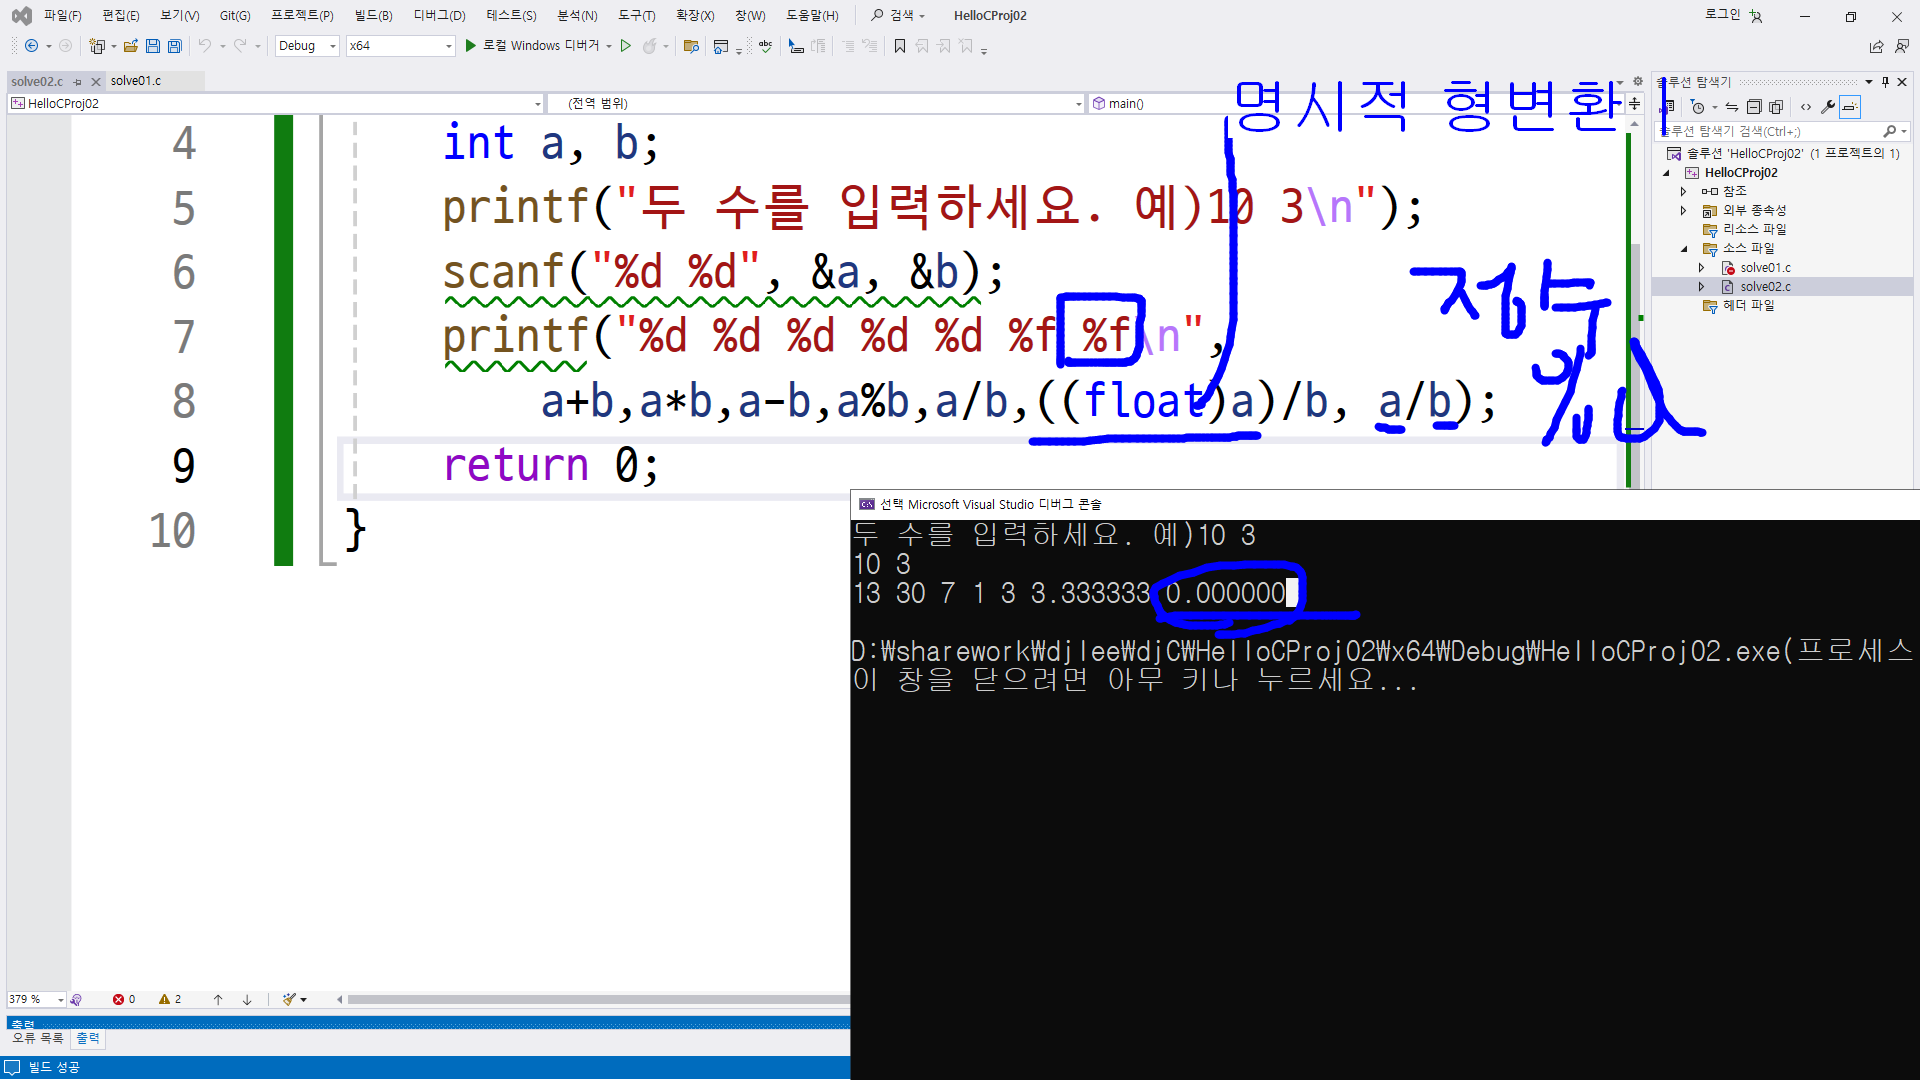 파일(F) 편집(E) 보기(V) Git(G) 프로젝트(P) 빌드(B) 디버그(D) 테스트(S) 분석(N) 도구(T) 확장(X) 창(W) 도움말(H) 검색 HelloCProj02 로그인
Debug x64 로컬 Windows 디버거
solve02.c solve01.c
HelloCProj02 (전역 범위) main()
명시적 형변환
4 int a, b;
5 printf("두 수를 입력하세요. 예)10 3\n");
6 scanf("%d %d", &a, &b);
7 printf("%d %d %d %d %d %f %f\n",
8 a+b,a*b,a-b,a%b,a/b,((float)a)/b, a/b);
9 return 0;
10 }
정수
솔루션 탐색기
솔루션 탐색기 검색(Ctrl+;)
솔루션 'HelloCProj02' (1 프로젝트의 1)
HelloCProj02
참조
외부 종속성
리소스 파일
소스 파일
solve01.c
solve02.c
헤더 파일
선택 Microsoft Visual Studio 디버그 콘솔
두 수를 입력하세요. 예)10 3
10 3
13 30 7 1 3 3.333333 0.000000
D:₩sharework₩djlee₩djC₩HelloCProj02₩x64₩Debug₩HelloCProj02.exe(프로세스
이 창을 닫으려면 아무 키나 누르세요...
379 % 0 2
출력
오류 목록 출력
빌드 성공